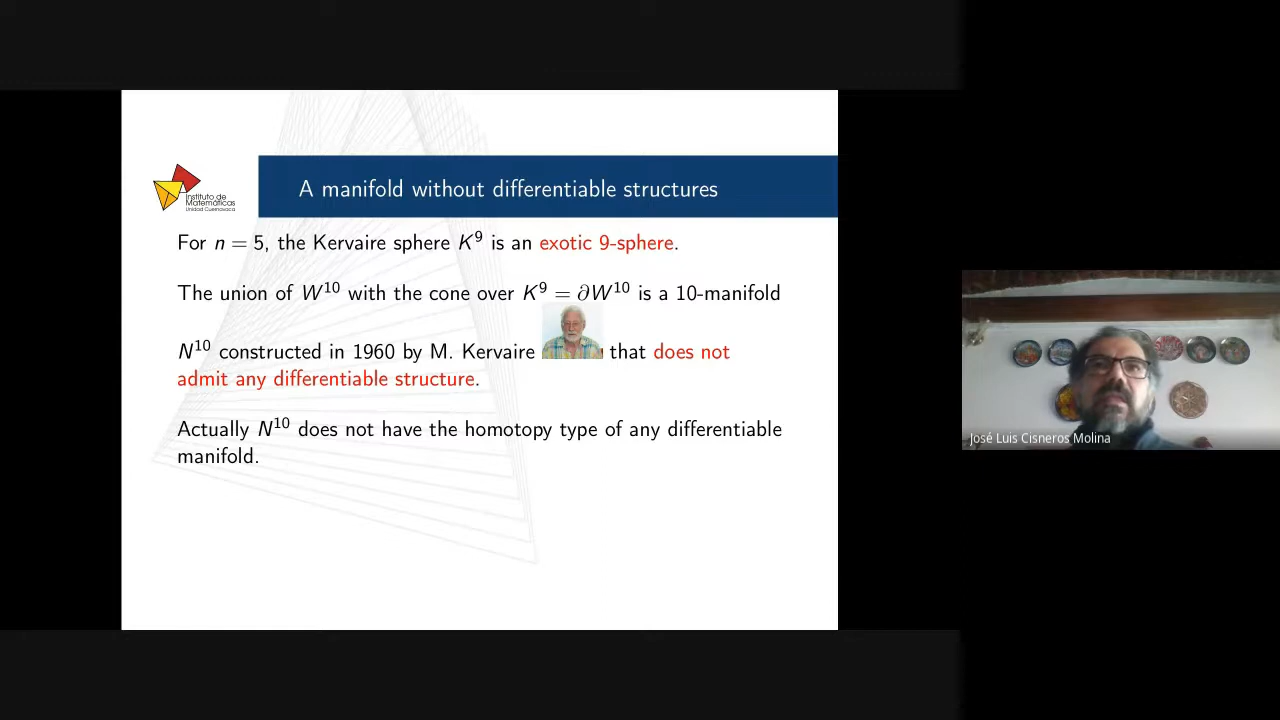 A manifold without differentiable structures
Instituto de
Matemáticas
Unidad Cuernavaca
For n = 5, the Kervaire sphere K⁹ is an exotic 9-sphere.
The union of W¹⁰ with the cone over K⁹ = ∂W¹⁰ is a 10-manifold
N¹⁰ constructed in 1960 by M. Kervaire that does not
admit any differentiable structure.
Actually N¹⁰ does not have the homotopy type of any differentiable
manifold.
José Luis Cisneros Molina